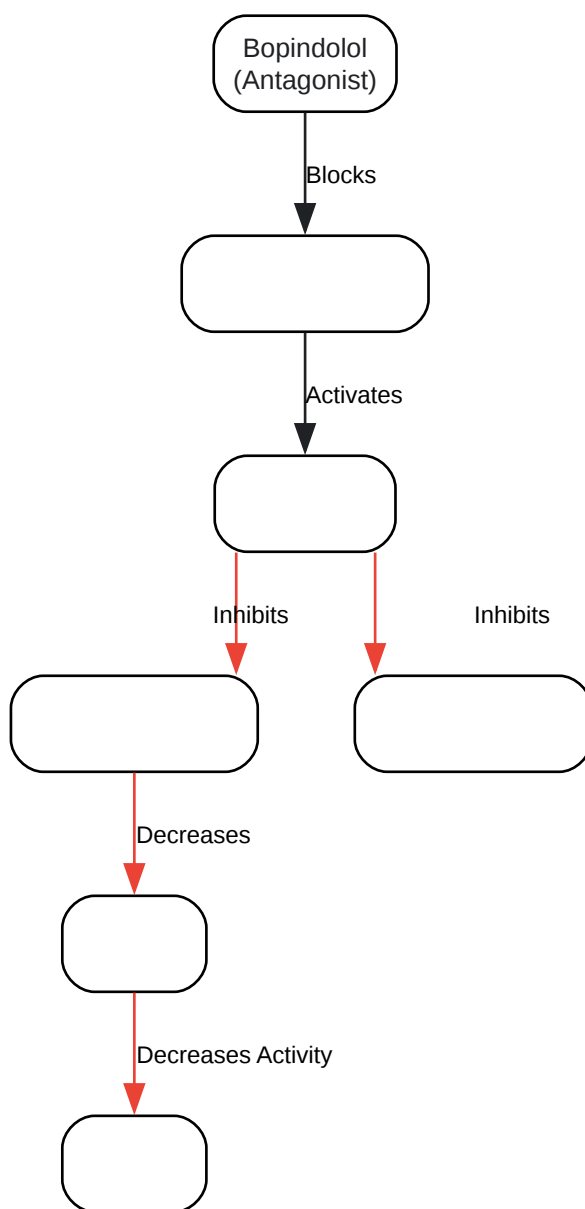 Bopindolol
(Antagonist)
Blocks
Activates
Inhibits
Inhibits
Decreases
Decreases Activity